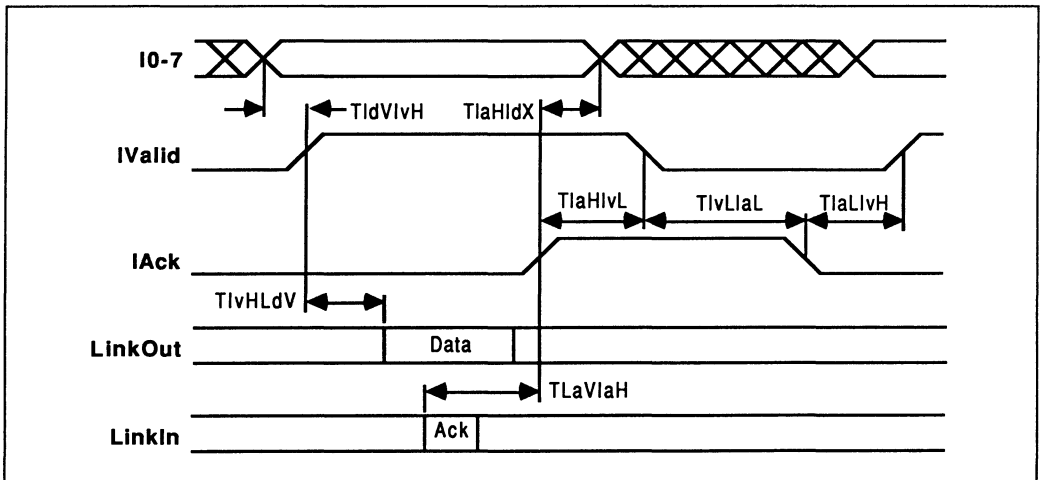 I0-7
TIdVIvH
TIaHIdX
IValid
TIaHIvL
TIvLIaL
TIaLIvH
IAck
TIvHLdV
LinkOut
Data
TLaVIaH
LinkIn
Ack